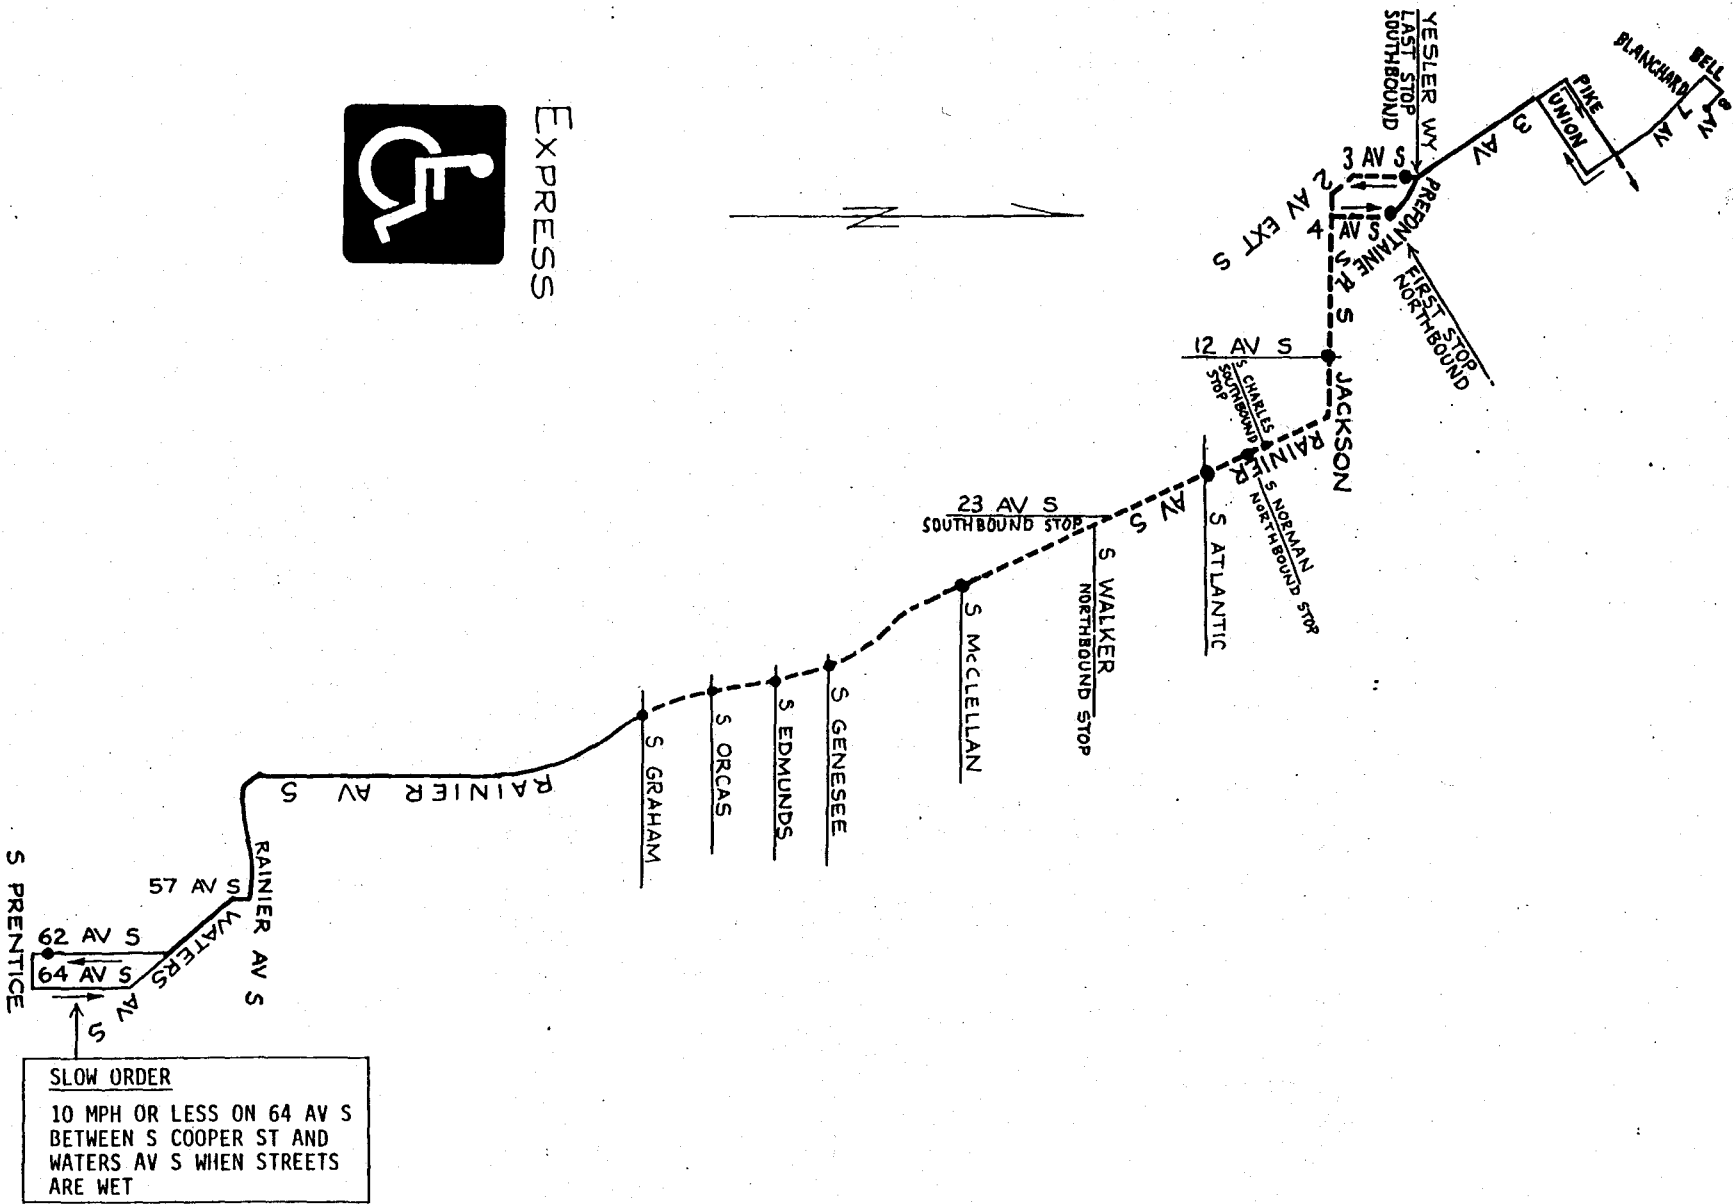 EXPRESS
N
YESLER WY
LAST STOP
SOUTHBOUND
BLANCHARD
BELL
8 AV
7 AV
PIKE
UNION
3 AV
3 AV S
2 AV EXT S
4 AV S
PREFONTAINE
FIRST STOP
NORTHBOUND
S JACKSON
12 AV S
S CHARLES
SOUTHBOUND
STOP
RAINIER AV S
S NORMAN
NORTHBOUND STOP
S ATLANTIC
23 AV S
SOUTHBOUND STOP
S WALKER
NORTHBOUND STOP
S McCLELLAN
S GENESEE
S EDMUNDS
S ORCAS
S GRAHAM
RAINIER AV S
RAINIER AV S
57 AV S
WATERS AV S
62 AV S
64 AV S
S PRENTICE
SLOW ORDER
10 MPH OR LESS ON 64 AV S
BETWEEN S COOPER ST AND
WATERS AV S WHEN STREETS
ARE WET